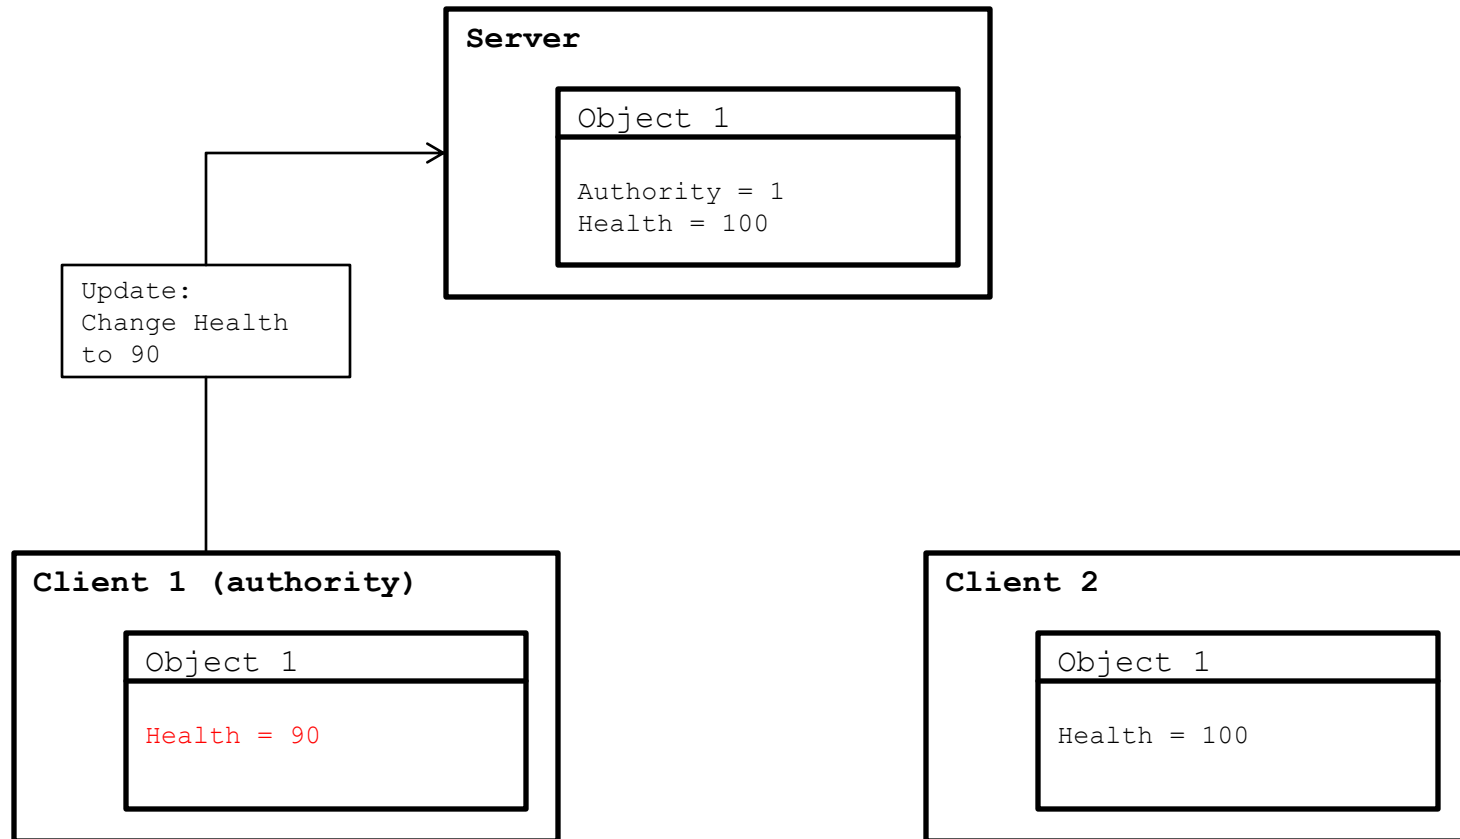 Server
Object 1
Authority = 1
Health = 100
Update:
Change Health
to 90
Client 1 (authority)
Object 1
Health = 90
Client 2
Object 1
Health = 100